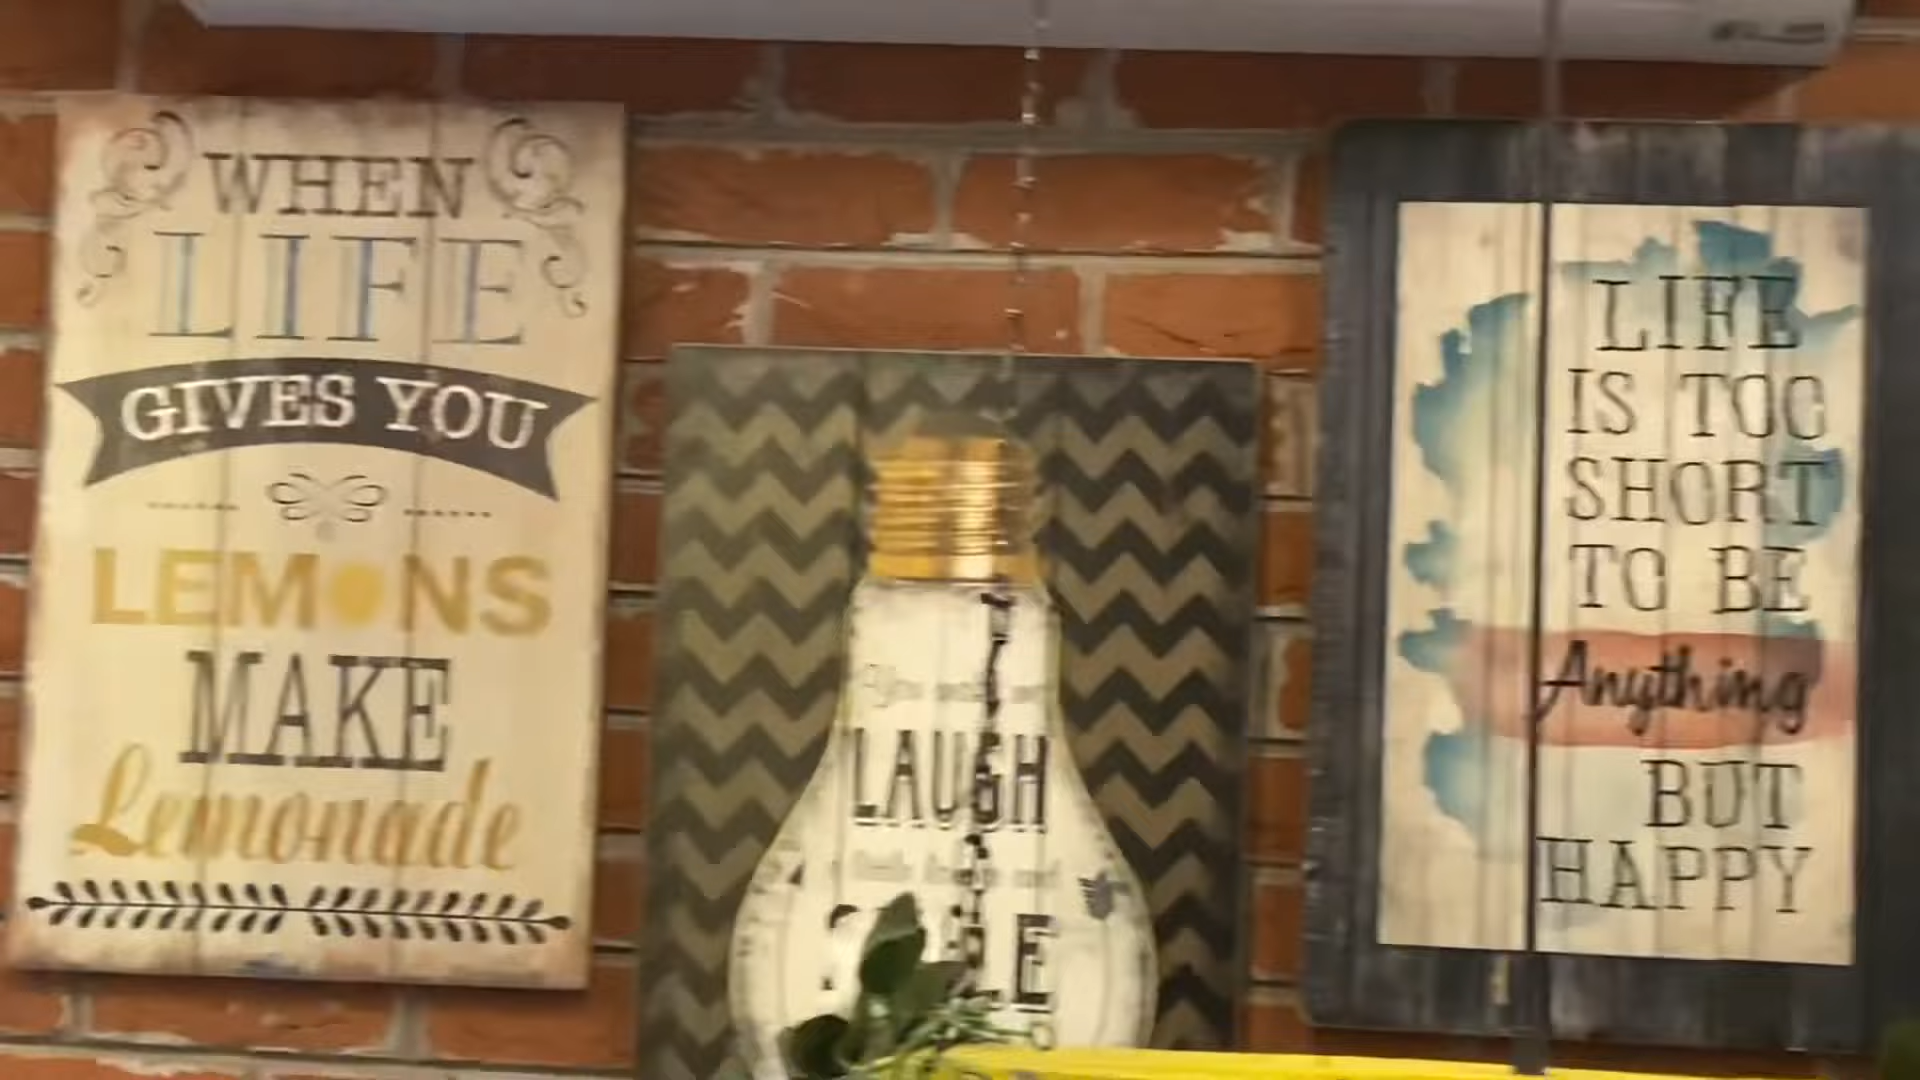 WHEN
LIFE
GIVES YOU
LEMONS
MAKE
Lemonade
LAUGH
LIFE
IS TOO
SHORT
TO BE
Anything
BUT
HAPPY